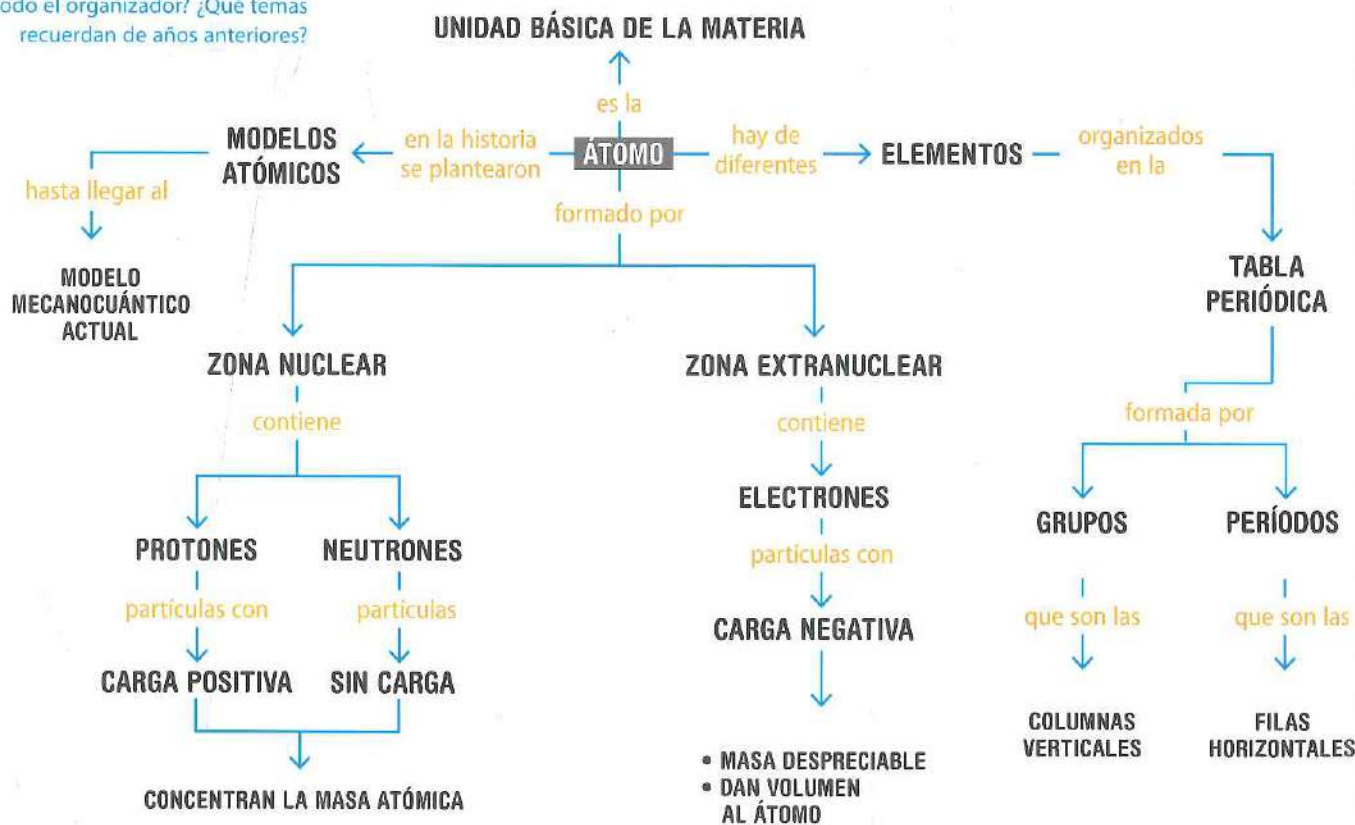 odo el organizador? ¿Qué temas
recuerdan de años anteriores?
UNIDAD BÁSICA DE LA MATERIA
es la
MODELOS
ATÓMICOS
en la historia
se plantearon
ÁTOMO
hay de
diferentes
ELEMENTOS
organizados
en la
hasta llegar al
formado por
MODELO
MECANOCUÁNTICO
ACTUAL
TABLA
PERIÓDICA
ZONA NUCLEAR
ZONA EXTRANUCLEAR
contiene
contiene
formada por
ELECTRONES
GRUPOS
PERÍODOS
PROTONES
NEUTRONES
partículas con
partículas con
partículas
que son las
que son las
CARGA NEGATIVA
CARGA POSITIVA
SIN CARGA
COLUMNAS
VERTICALES
FILAS
HORIZONTALES
• MASA DESPRECIABLE
• DAN VOLUMEN
AL ÁTOMO
CONCENTRAN LA MASA ATÓMICA